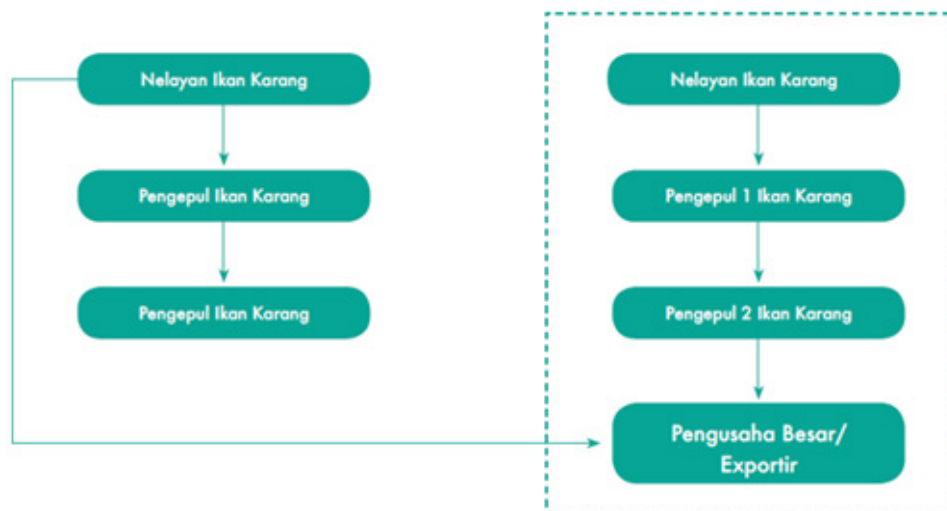 Nelayan Ikan Karang
Pengepul Ikan Karang
Pengepul Ikan Karang
Nelayan Ikan Karang
Pengepul 1 Ikan Karang
Pengepul 2 Ikan Karang
Pengusaha Besar/
Exportir